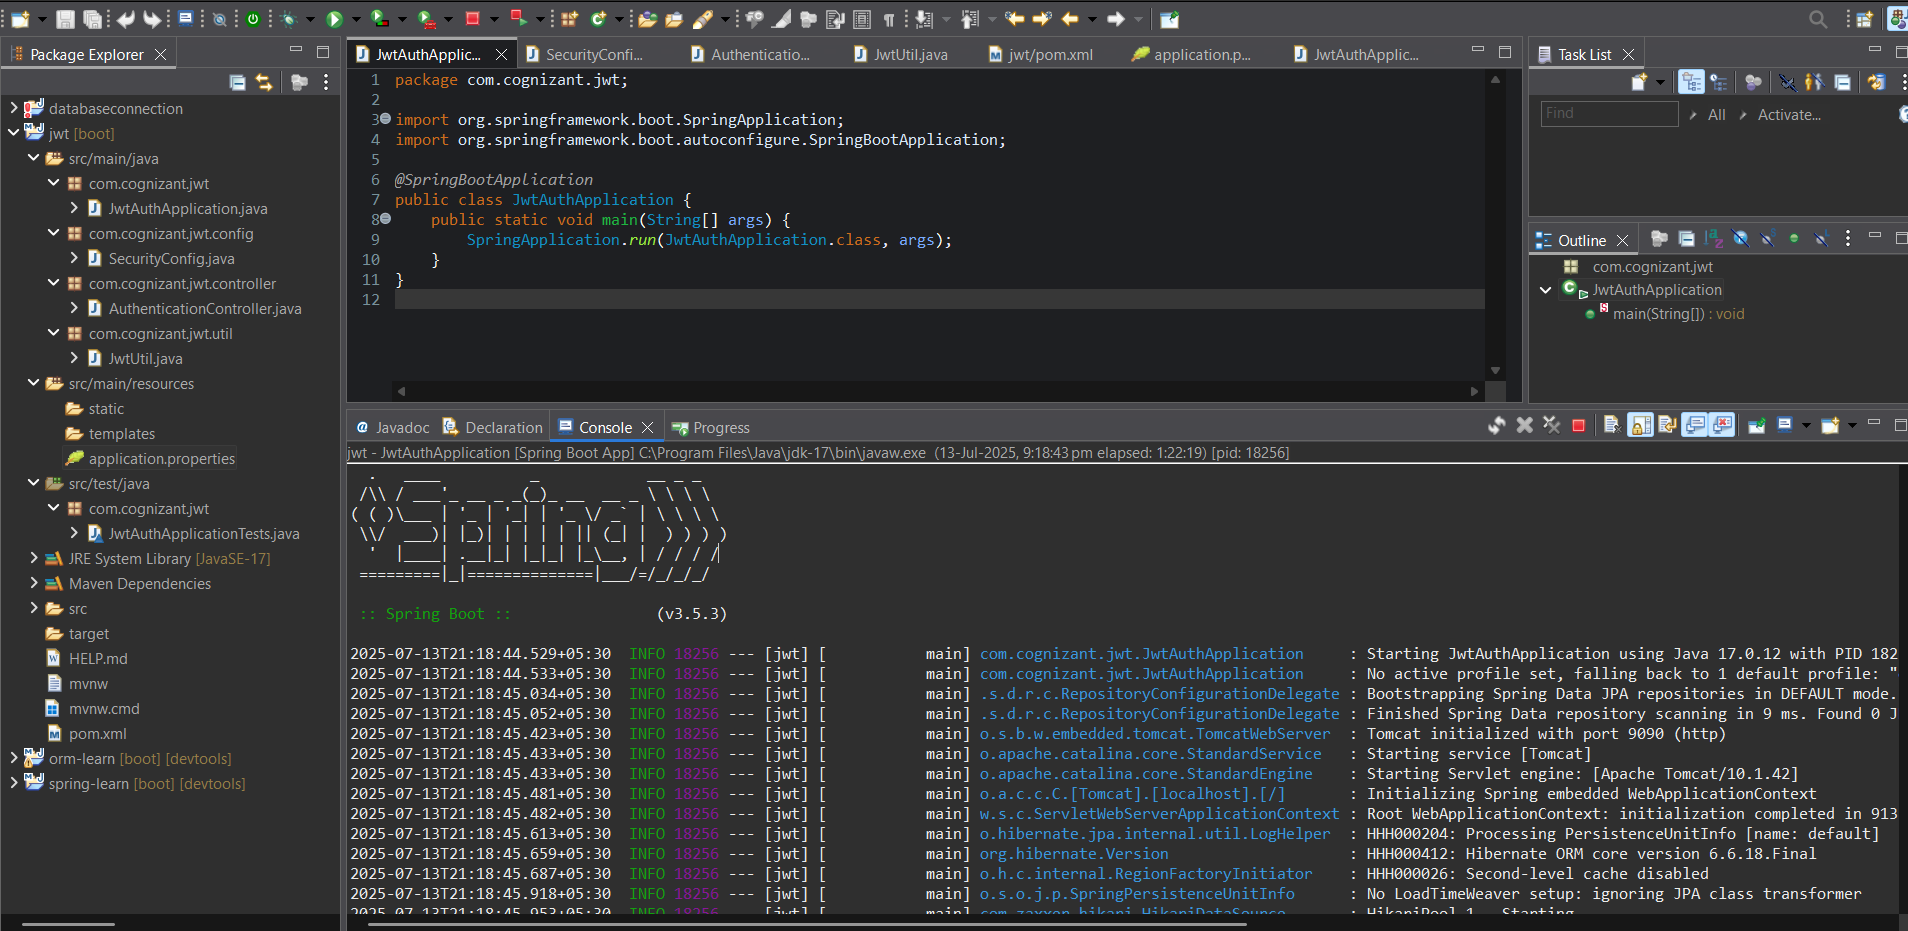 Package Explorer
databaseconnection
jwt [boot]
src/main/java
com.cognizant.jwt
JwtAuthApplication.java
com.cognizant.jwt.config
SecurityConfig.java
com.cognizant.jwt.controller
AuthenticationController.java
com.cognizant.jwt.util
JwtUtil.java
src/main/resources
static
templates
application.properties
src/test/java
com.cognizant.jwt
JwtAuthApplicationTests.java
JRE System Library [JavaSE-17]
Maven Dependencies
src
target
HELP.md
mvnw
mvnw.cmd
pom.xml
orm-learn [boot] [devtools]
spring-learn [boot] [devtools]
JwtAuthApplic... SecurityConfi... Authenticatio... JwtUtil.java jwt/pom.xml application.p... JwtAuthApplic...
1 package com.cognizant.jwt;
2
3 import org.springframework.boot.SpringApplication;
4 import org.springframework.boot.autoconfigure.SpringBootApplication;
5
6 @SpringBootApplication
7 public class JwtAuthApplication {
8 public static void main(String[] args) {
9 SpringApplication.run(JwtAuthApplication.class, args);
10 }
11 }
12
Task List
Find All Activate...
Outline
com.cognizant.jwt
JwtAuthApplication
main(String[]) : void
Javadoc Declaration Console Progress
jwt - JwtAuthApplication [Spring Boot App] C:\Program Files\Java\jdk-17\bin\javaw.exe (13-Jul-2025, 9:18:43 pm elapsed: 1:22:19) [pid: 18256]
Spring
:: Spring Boot :: (v3.5.3)
2025-07-13T21:18:44.529+05:30 INFO 18256 --- [jwt] [ main] com.cognizant.jwt.JwtAuthApplication : Starting JwtAuthApplication using Java 17.0.12 with PID 182
2025-07-13T21:18:44.533+05:30 INFO 18256 --- [jwt] [ main] com.cognizant.jwt.JwtAuthApplication : No active profile set, falling back to 1 default profile: "
2025-07-13T21:18:45.034+05:30 INFO 18256 --- [jwt] [ main] .s.d.r.c.RepositoryConfigurationDelegate : Bootstrapping Spring Data JPA repositories in DEFAULT mode.
2025-07-13T21:18:45.052+05:30 INFO 18256 --- [jwt] [ main] .s.d.r.c.RepositoryConfigurationDelegate : Finished Spring Data repository scanning in 9 ms. Found 0 J
2025-07-13T21:18:45.423+05:30 INFO 18256 --- [jwt] [ main] o.s.b.w.embedded.tomcat.TomcatWebServer : Tomcat initialized with port 9090 (http)
2025-07-13T21:18:45.433+05:30 INFO 18256 --- [jwt] [ main] o.apache.catalina.core.StandardService : Starting service [Tomcat]
2025-07-13T21:18:45.433+05:30 INFO 18256 --- [jwt] [ main] o.apache.catalina.core.StandardEngine : Starting Servlet engine: [Apache Tomcat/10.1.42]
2025-07-13T21:18:45.481+05:30 INFO 18256 --- [jwt] [ main] o.a.c.c.C.[Tomcat].[localhost].[/] : Initializing Spring embedded WebApplicationContext
2025-07-13T21:18:45.482+05:30 INFO 18256 --- [jwt] [ main] w.s.c.ServletWebServerApplicationContext : Root WebApplicationContext: initialization completed in 913
2025-07-13T21:18:45.613+05:30 INFO 18256 --- [jwt] [ main] o.hibernate.jpa.internal.util.LogHelper : HHH000204: Processing PersistenceUnitInfo [name: default]
2025-07-13T21:18:45.659+05:30 INFO 18256 --- [jwt] [ main] org.hibernate.Version : HHH000412: Hibernate ORM core version 6.6.18.Final
2025-07-13T21:18:45.687+05:30 INFO 18256 --- [jwt] [ main] o.h.c.internal.RegionFactoryInitiator : HHH000026: Second-level cache disabled
2025-07-13T21:18:45.918+05:30 INFO 18256 --- [jwt] [ main] o.s.o.j.p.SpringPersistenceUnitInfo : No LoadTimeWeaver setup: ignoring JPA class transformer
2025-07-13T21:18:45.953+05:30 INFO 18256 --- [jwt] [ main] com.zaxxer.hikari.HikariDataSource : HikariPool-1 - Starting...